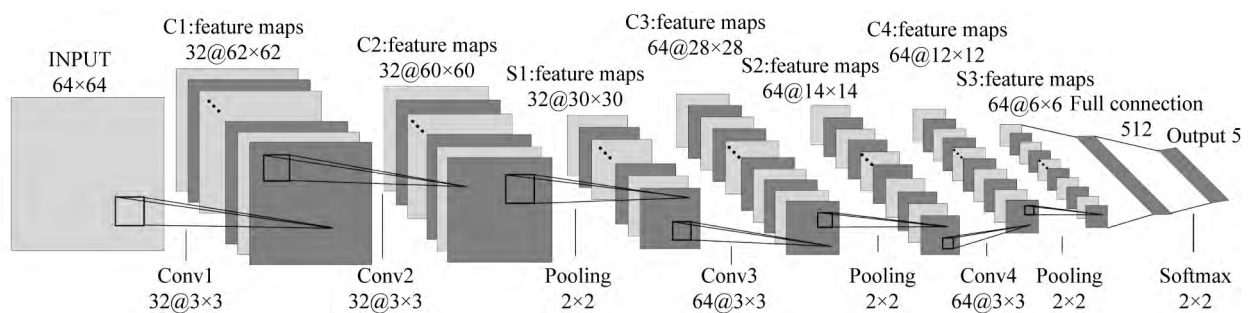 INPUT
64×64
C1:feature maps
32@62×62
C2:feature maps
32@60×60
S1:feature maps
32@30×30
C3:feature maps
64@28×28
S2:feature maps
64@14×14
C4:feature maps
64@12×12
S3:feature maps
64@6×6
Full connection
512
Output 5
Conv1
32@3×3
Conv2
32@3×3
Pooling
2×2
Conv3
64@3×3
Pooling
2×2
Conv4
64@3×3
Pooling
2×2
Softmax
2×2